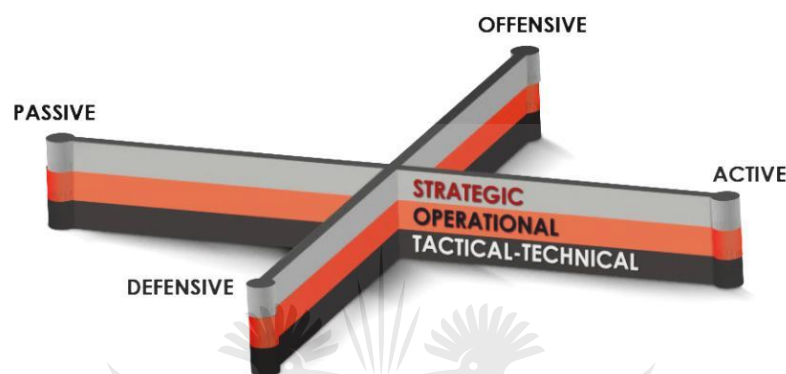 OFFENSIVE
PASSIVE
ACTIVE
STRATEGIC
OPERATIONAL
TACTICAL-TECHNICAL
DEFENSIVE